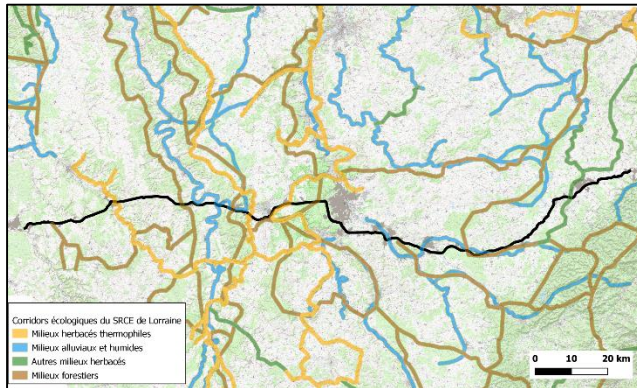 Corridors écologiques du SRCE de Lorraine
Milieux herbacés thermophiles
Milieux alluviaux et humides
Autres milieux herbacés
Milieux forestiers
0 10 20 km